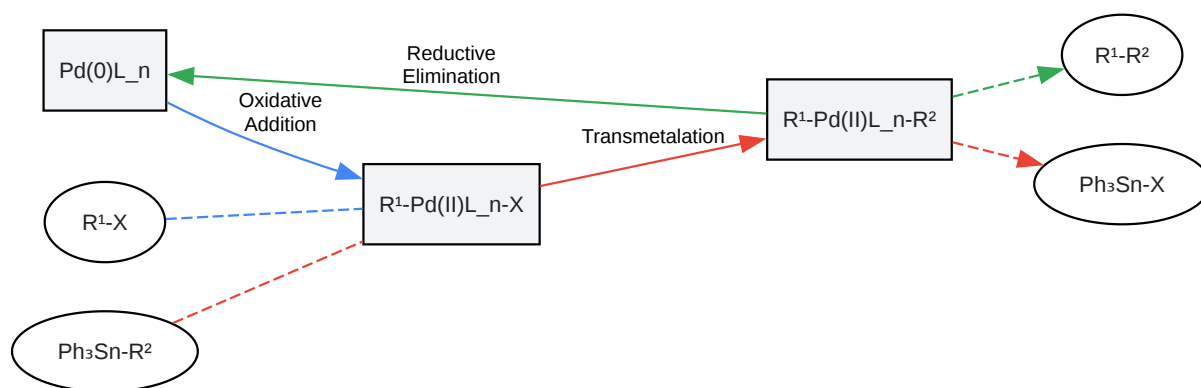 Pd(0)L_n
Reductive
Elimination
R¹-R²
Oxidative
Addition
R¹-Pd(II)L_n-R²
Transmetalation
Ph₃Sn-X
R¹-Pd(II)L_n-X
R¹-X
Ph₃Sn-R²